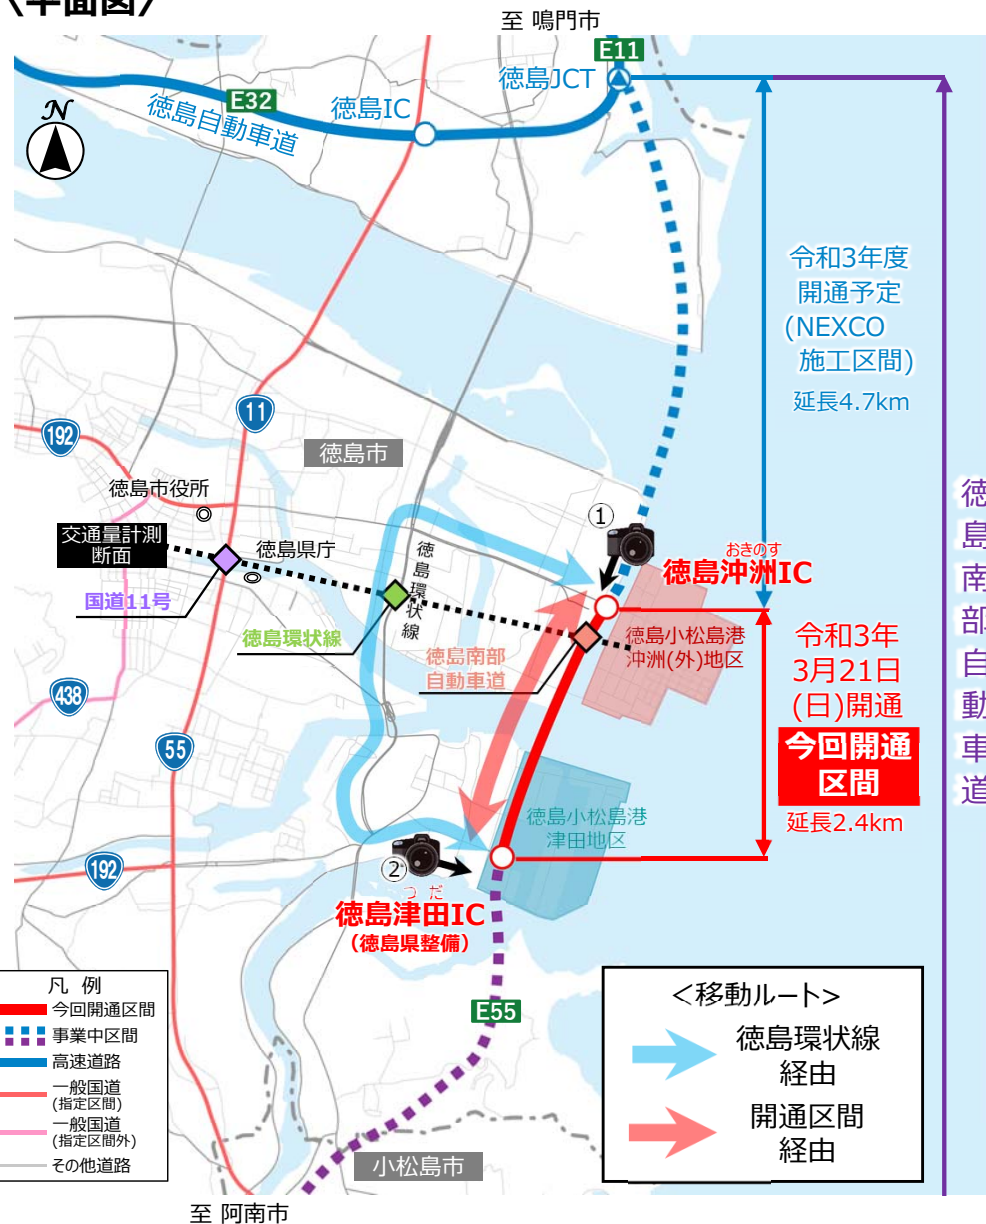 〈平面図〉
至 鳴門市
E11
徳島JCT
E32
徳島IC
徳島自動車道
N
令和3年度
開通予定
(NEXCO
施工区間)
延長4.7km
11
192
徳島市
徳島市役所
①
交通量計測
断面
徳島県庁
国道11号
徳島環状線
徳島環状線
おきのす
徳島沖洲IC
徳島南部
自動車道
徳島小松島港
沖洲(外)地区
令和3年
3月21日
(日)開通
今回開通
区間
延長2.4km
徳島南部自動車道
438
55
徳島小松島港
津田地区
192
②
つだ
徳島津田IC
(徳島県整備)
E55
凡 例
今回開通区間
事業中区間
高速道路
一般国道
(指定区間)
一般国道
(指定区間外)
その他道路
<移動ルート>
徳島環状線
経由
開通区間
経由
小松島市
至 阿南市